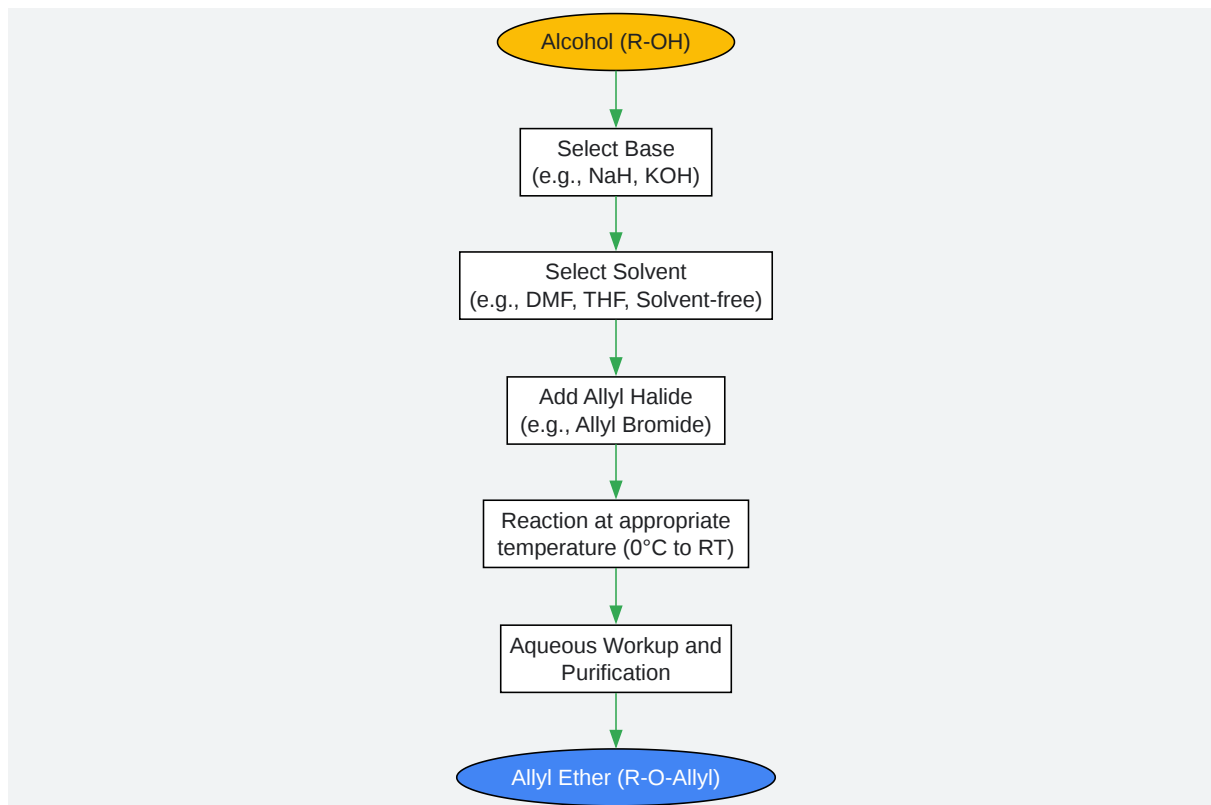 Alcohol (R-OH)
Select Base
(e.g., NaH, KOH)
Select Solvent
(e.g., DMF, THF, Solvent-free)
Add Allyl Halide
(e.g., Allyl Bromide)
Reaction at appropriate
temperature (0°C to RT)
Aqueous Workup and
Purification
Allyl Ether (R-O-Allyl)